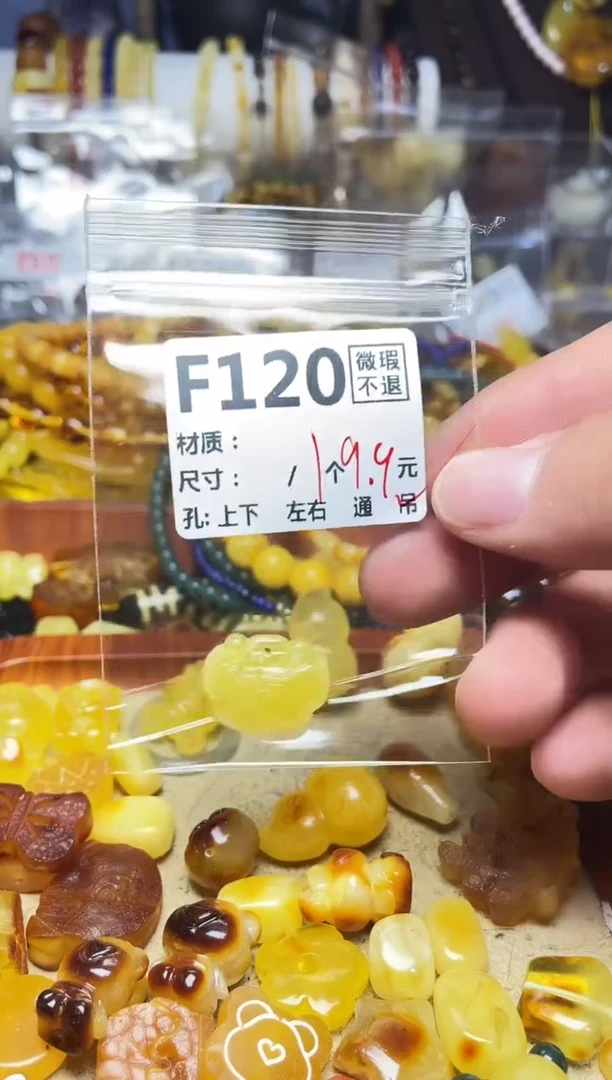 F120 微瑕
不退
材质：
尺寸： / 1个9.9元
孔: 上下 左右 通 吊